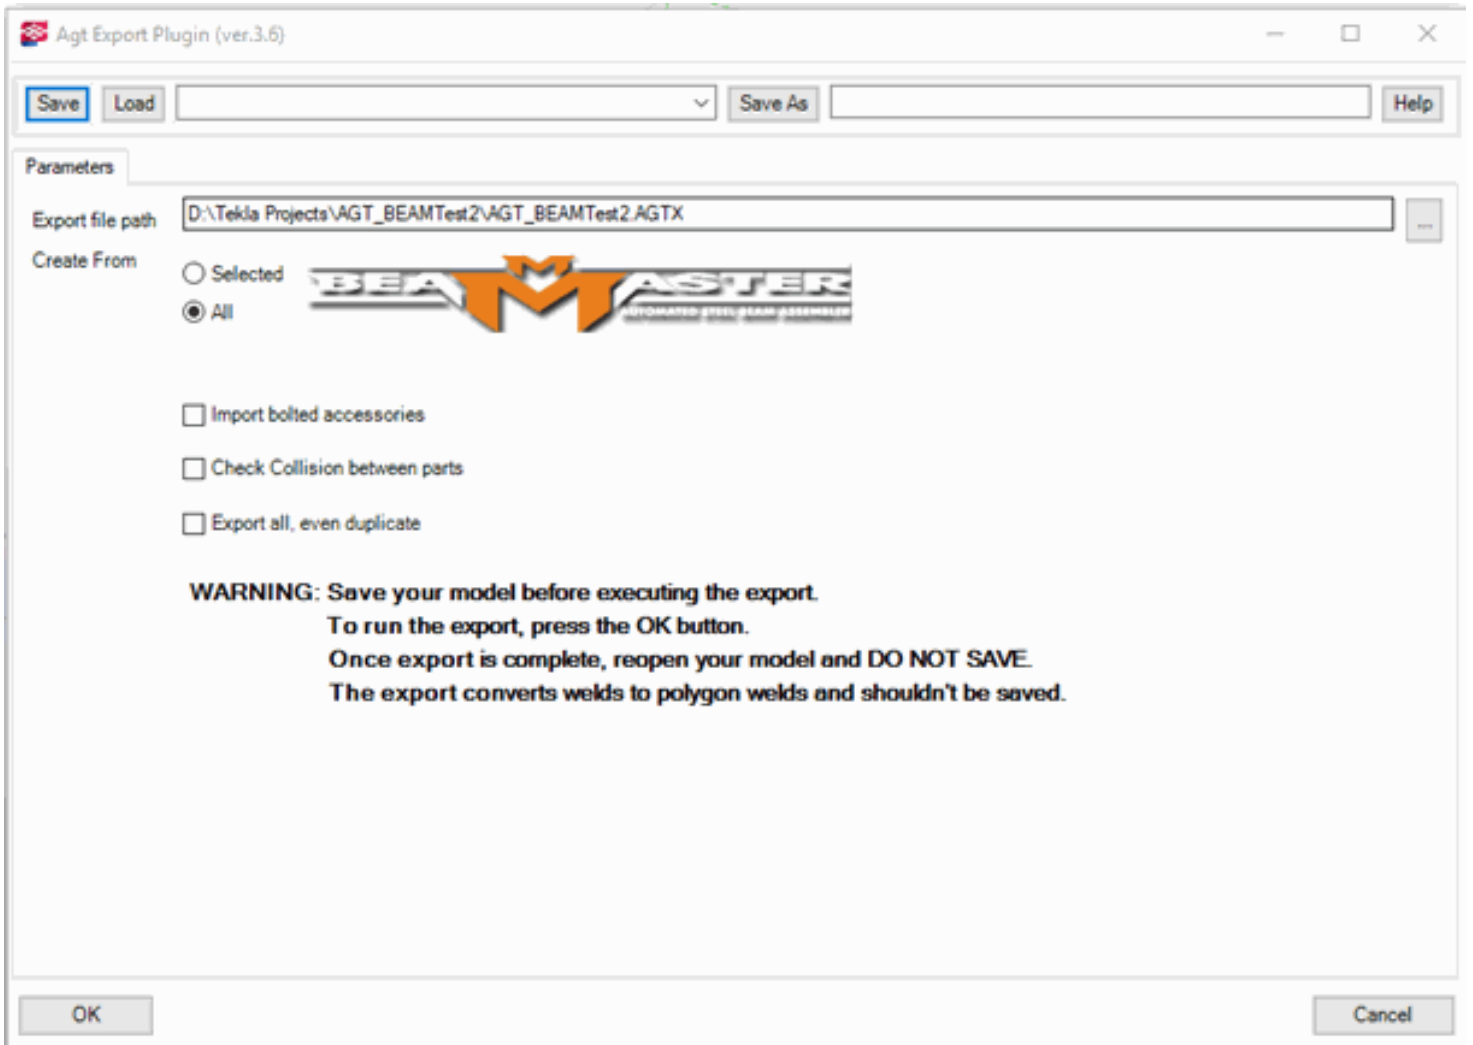 Agt Export Plugin (ver.3.6)
Save Load Save As Help
Parameters
Export file path D:\Tekla Projects\AGT_BEAMTest2\AGT_BEAMTest2.AGTX ...
Create From
Selected
All
BEAMMASTER
AUTOMATED STEEL BEAM ASSEMBLER
Import bolted accessories
Check Collision between parts
Export all, even duplicate
WARNING: Save your model before executing the export.
To run the export, press the OK button.
Once export is complete, reopen your model and DO NOT SAVE.
The export converts welds to polygon welds and shouldn't be saved.
OK Cancel